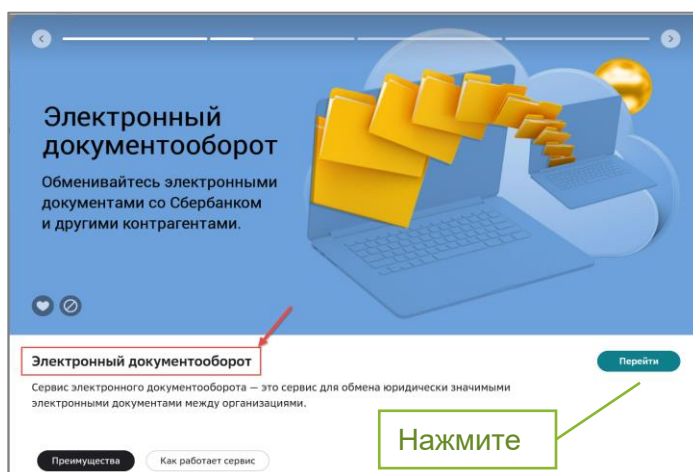 Электронный
документооборот
Обменивайтесь электронными
документами со Сбербанком
и другими контрагентами.
Электронный документооборот
Перейти
Сервис электронного документооборота — это сервис для обмена юридически значимыми
электронными документами между организациями.
Нажмите
Преимущества
Как работает сервис